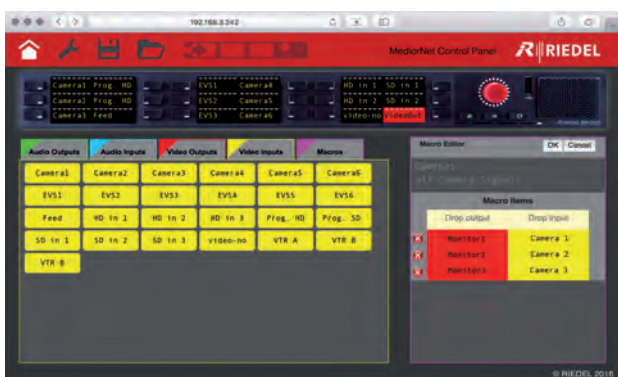 192.168.3.242
MediorNet Control Panel RIEDEL
Camera1 Prog. HD EVS1 Camera4 HD in 1 SD in 1
Camera2 Prog. HD EVS2 Camera5 HD in 2 SD in 2
Camera3 Feed EVS3 Camera6 video-no VideoOut
Audio Outputs Audio Inputs Video Outputs Video Inputs Macros
Camera1 Camera2 Camera3 Camera4 Camera5 Camera6
EVS1 EVS2 EVS3 EVS4 EVS5 EVS6
Feed HD in 1 HD in 2 HD in 3 Prog. HD Prog. SD
SD in 1 SD in 2 SD in 3 video-no VTR A VTR B
VTR B
Macro Editor OK Cancel
Cameras
all camera signals
Macro Items
Drop output Drop input
Monitor1 Camera 1
Monitor2 Camera 2
Monitor3 Camera 3
© RIEDEL 2016